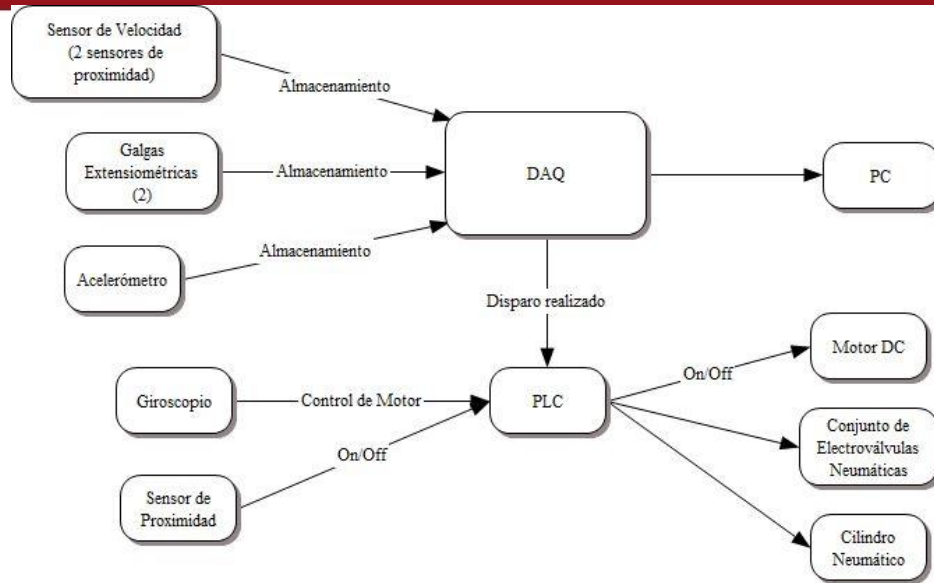 Sensor de Velocidad
(2 sensores de
proximidad)
Almacenamiento
Galgas
Extensiométricas
(2)
Almacenamiento
DAQ
PC
Almacenamiento
Acelerómetro
Disparo realizado
Motor DC
On/Off
Giroscopio
Control de Motor
PLC
Conjunto de
Electroválvulas
Neumáticas
On/Off
Sensor de
Proximidad
Cilindro
Neumático